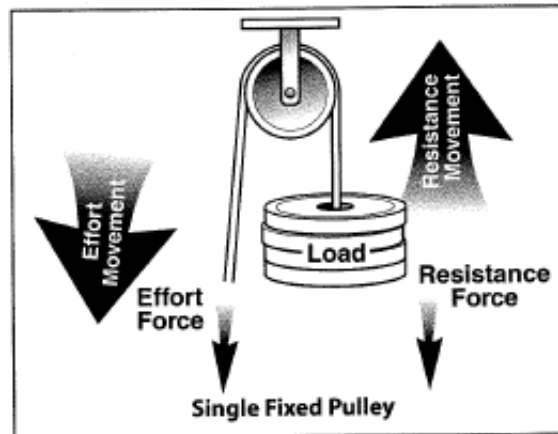 Effort
Movement
Resistance
Movement
Load
Effort
Force
Resistance
Force
Single Fixed Pulley